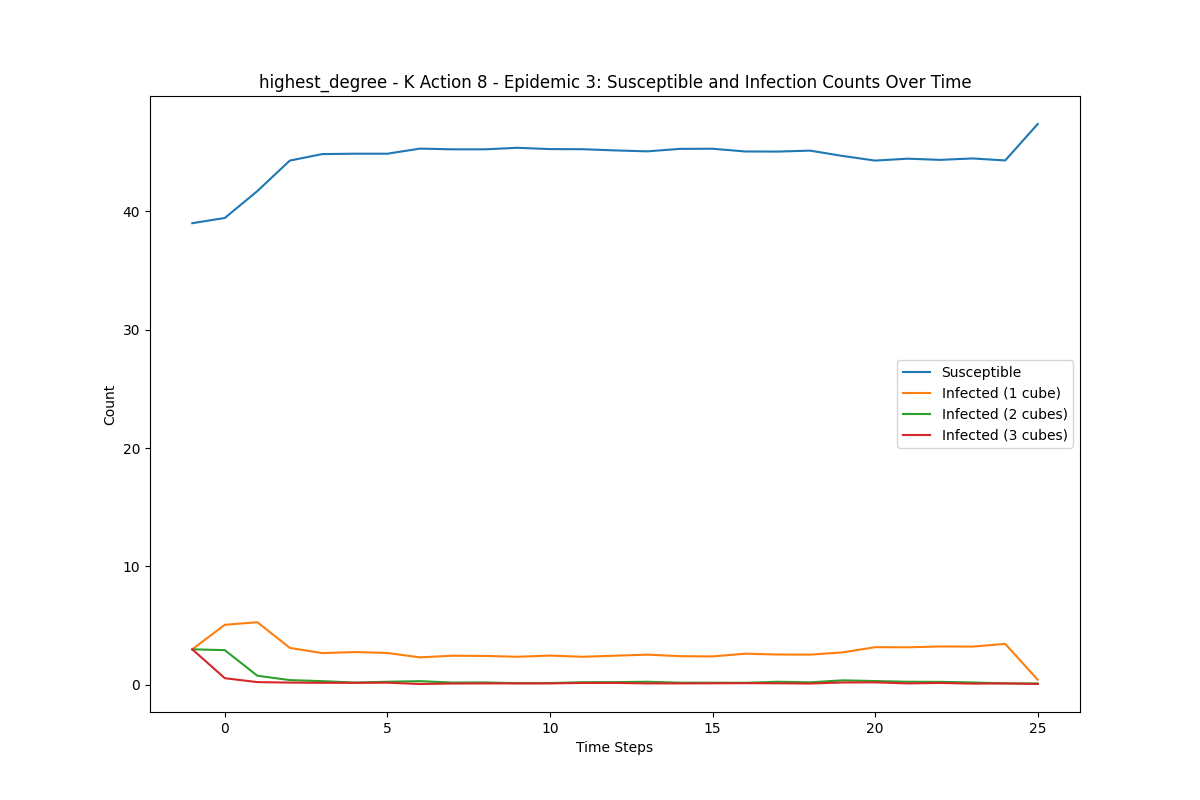 highest_degree - K Action 8 - Epidemic 3: Susceptible and Infection Counts Over Time
40
30
20
10
0
Count
Susceptible
Infected (1 cube)
Infected (2 cubes)
Infected (3 cubes)
0 5 10 15 20 25
Time Steps